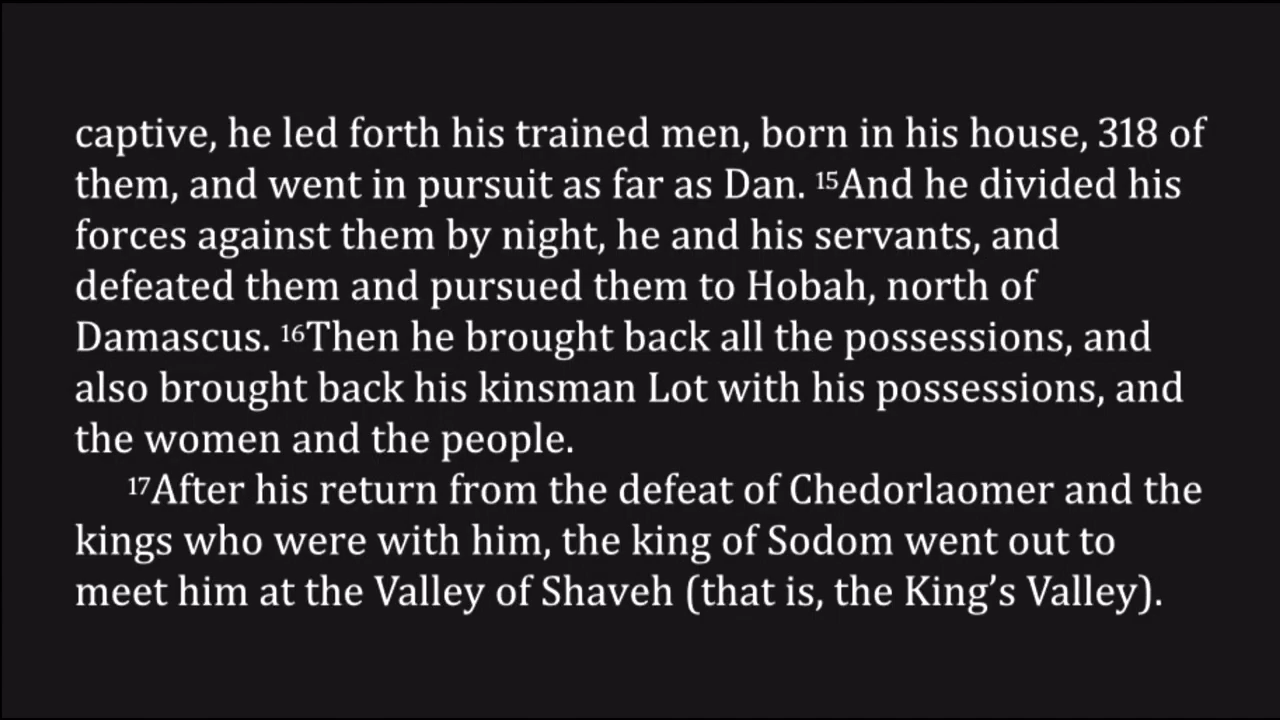 captive, he led forth his trained men, born in his house, 318 of
them, and went in pursuit as far as Dan. ¹⁵And he divided his
forces against them by night, he and his servants, and
defeated them and pursued them to Hobah, north of
Damascus. ¹⁶Then he brought back all the possessions, and
also brought back his kinsman Lot with his possessions, and
the women and the people.
¹⁷After his return from the defeat of Chedorlaomer and the
kings who were with him, the king of Sodom went out to
meet him at the Valley of Shaveh (that is, the King’s Valley).